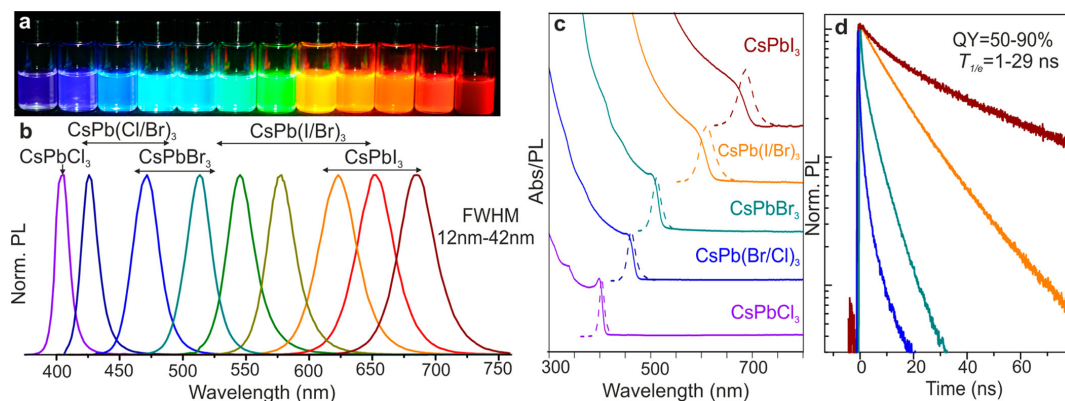 a
b
CsPb(Cl/Br)3
CsPb(I/Br)3
CsPbCl3
CsPbBr3
CsPbI3
FWHM
12nm-42nm
Norm. PL
375 400 450 500 550 600 650 700 750
Wavelength (nm)
c
CsPbI3
CsPb(I/Br)3
CsPbBr3
CsPb(Br/Cl)3
CsPbCl3
Abs/PL
300 400 500 600 700
Wavelength (nm)
d
QY=50-90%
T1/e=1-29 ns
Norm. PL
0 20 40 60
Time (ns)